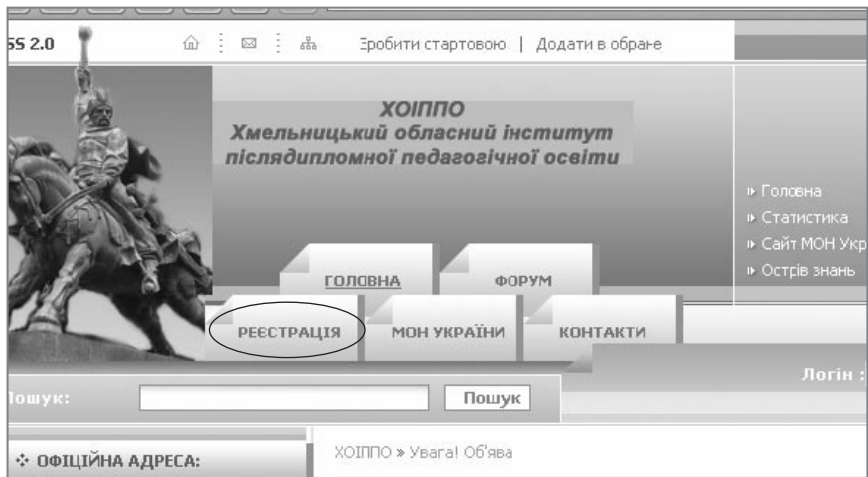 SS 2.0
Зробити стартовою | Додати в обране
ХОІППО
Хмельницький обласний інститут
післядипломної педагогічної освіти
Головна
Статистика
Сайт МОН Укр
Острів знань
ГОЛОВНА ФОРУМ
РЕЄСТРАЦІЯ МОН УКРАЇНИ КОНТАКТИ
Логін :
Пошук: Пошук
ОФІЦІЙНА АДРЕСА:
ХОІППО » Увага! Об'ява